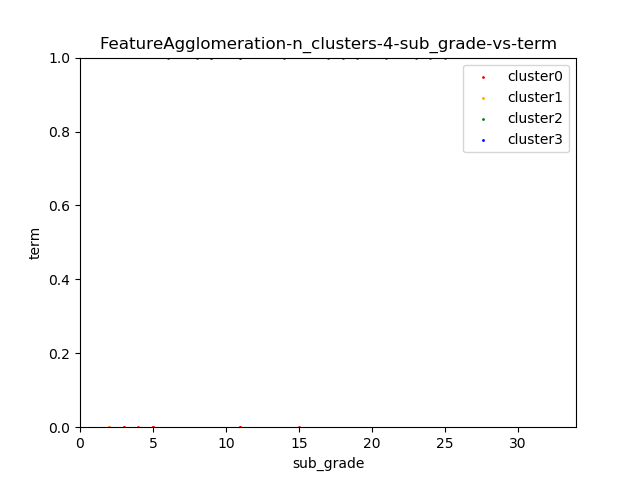 FeatureAgglomeration-n_clusters-4-sub_grade-vs-term
1.0
0.8
0.6
0.4
0.2
0.0
term
cluster0
cluster1
cluster2
cluster3
0 5 10 15 20 25 30
sub_grade